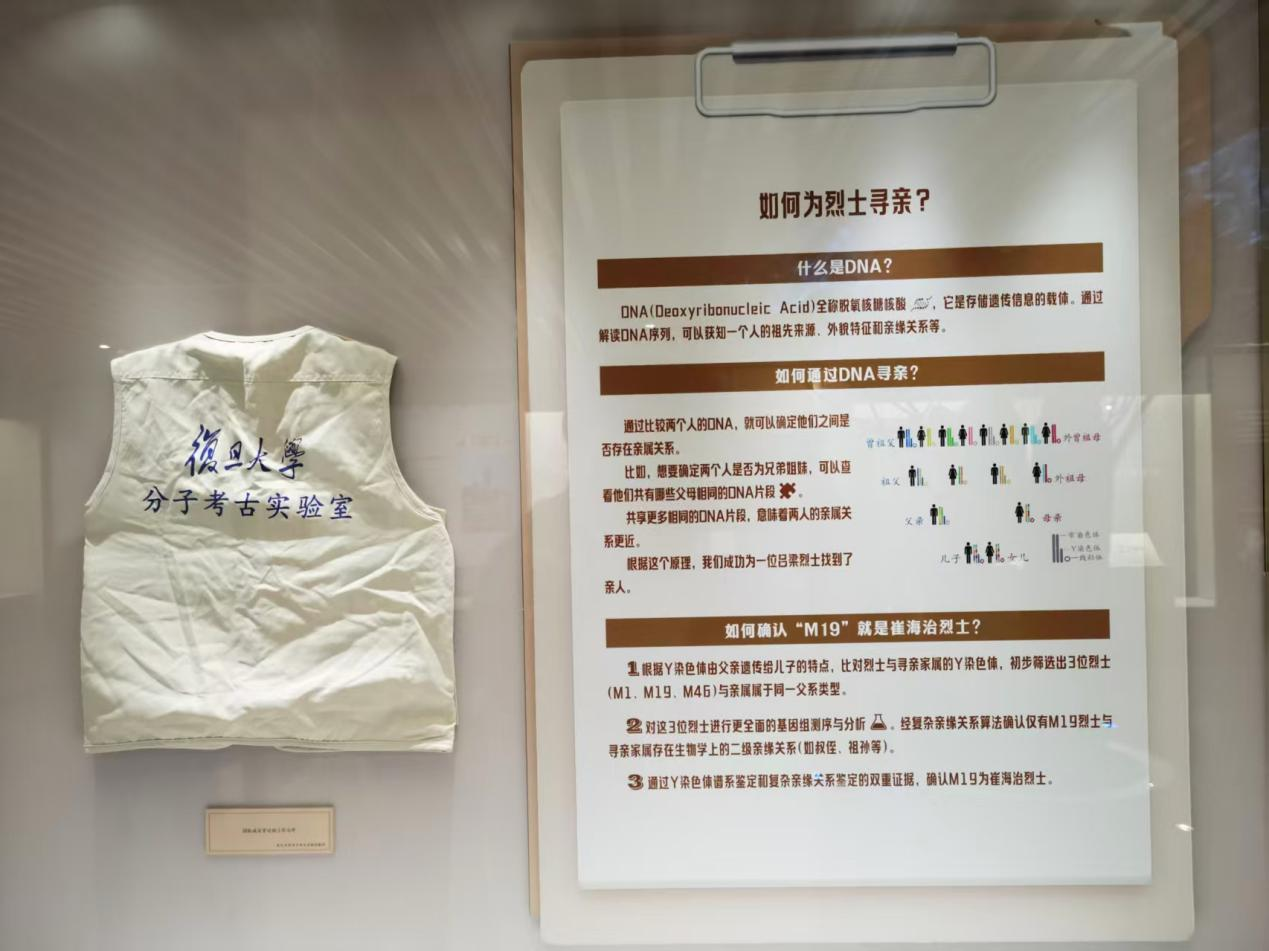 復旦大學
分子考古实验室
如何为烈士寻亲？
什么是DNA？
DNA(Deoxyribonucleic Acid)全称脱氧核糖核酸，它是存储遗传信息的载体。通过
解读DNA序列，可以获知一个人的祖先来源、外貌特征和亲缘关系等。
如何通过DNA寻亲？
通过比较两个人的DNA，就可以确定他们之间是
否存在亲属关系。
比如，想要确定两个人是否为兄弟姐妹，可以查
看他们共有哪些父母相同的DNA片段。
共享更多相同的DNA片段，意味着两人的亲属关
系更近。
根据这个原理，我们成功为一位吕梁烈士找到了
亲人。
曾祖父 外曾祖母
祖父 外祖母
父亲 母亲
儿子 女儿
常染色体
Y染色体
线粒体
如何确认“M19”就是崔海治烈士？
1根据Y染色体由父亲遗传给儿子的特点，比对烈士与寻亲家属的Y染色体，初步筛选出3位烈士
(M1、M19、M46)与亲属属于同一父系类型。
2对这3位烈士进行更全面的基因组测序与分析。经复杂亲缘关系算法确认仅有M19烈士与
寻亲家属存在生物学上的二级亲缘关系(如叔侄、祖孙等)。
3通过Y染色体谱系鉴定和复杂亲缘关系鉴定的双重证据，确认M19为崔海治烈士。